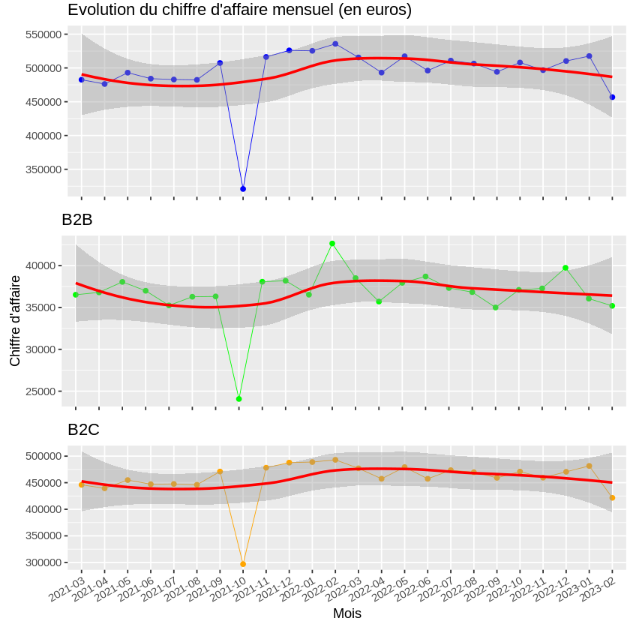 Evolution du chiffre d'affaire mensuel (en euros)
550000
500000
450000
400000
350000
B2B
40000
35000
30000
25000
Chiffre d'affaire
B2C
500000
450000
400000
350000
300000
2021-03 2021-04 2021-05 2021-06 2021-07 2021-08 2021-09 2021-10 2021-11 2021-12 2022-01 2022-02 2022-03 2022-04 2022-05 2022-06 2022-07 2022-08 2022-09 2022-10 2022-11 2022-12 2023-01 2023-02
Mois